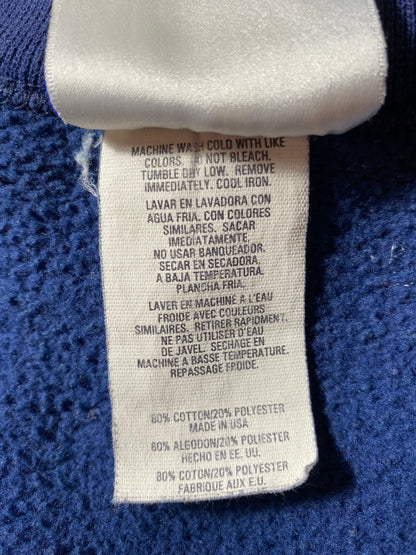 MACHINE WASH COLD WITH LIKE
COLORS. DO NOT BLEACH.
TUMBLE DRY LOW. REMOVE
IMMEDIATELY. COOL IRON.
LAVAR EN LAVADORA CON
AGUA FRIA. CON COLORES
SIMILARES. SACAR
IMEDIATAMENTE.
NO USAR BANQUEADOR.
SECAR EN SECADORA,
A BAJA TEMPERATURA.
PLANCHA FRIA.
LAVER EN MACHINE A L'EAU
FROIDE AVEC COULEURS
SIMILAIRES. RETIRER RAPIDMENT.
NE PAS UTILISER D'EAU
DE JAVEL. SECHAGE EN
MACHINE A BASSE TEMPERATURE.
REPASSAGE FROIDE.
80% COTTON/20% POLYESTER
MADE IN USA
80% ALGODON/20% POLIESTER
HECHO EN EE. UU.
80% COTON/20% POLYESTER
FABRIQUE AUX E.U.